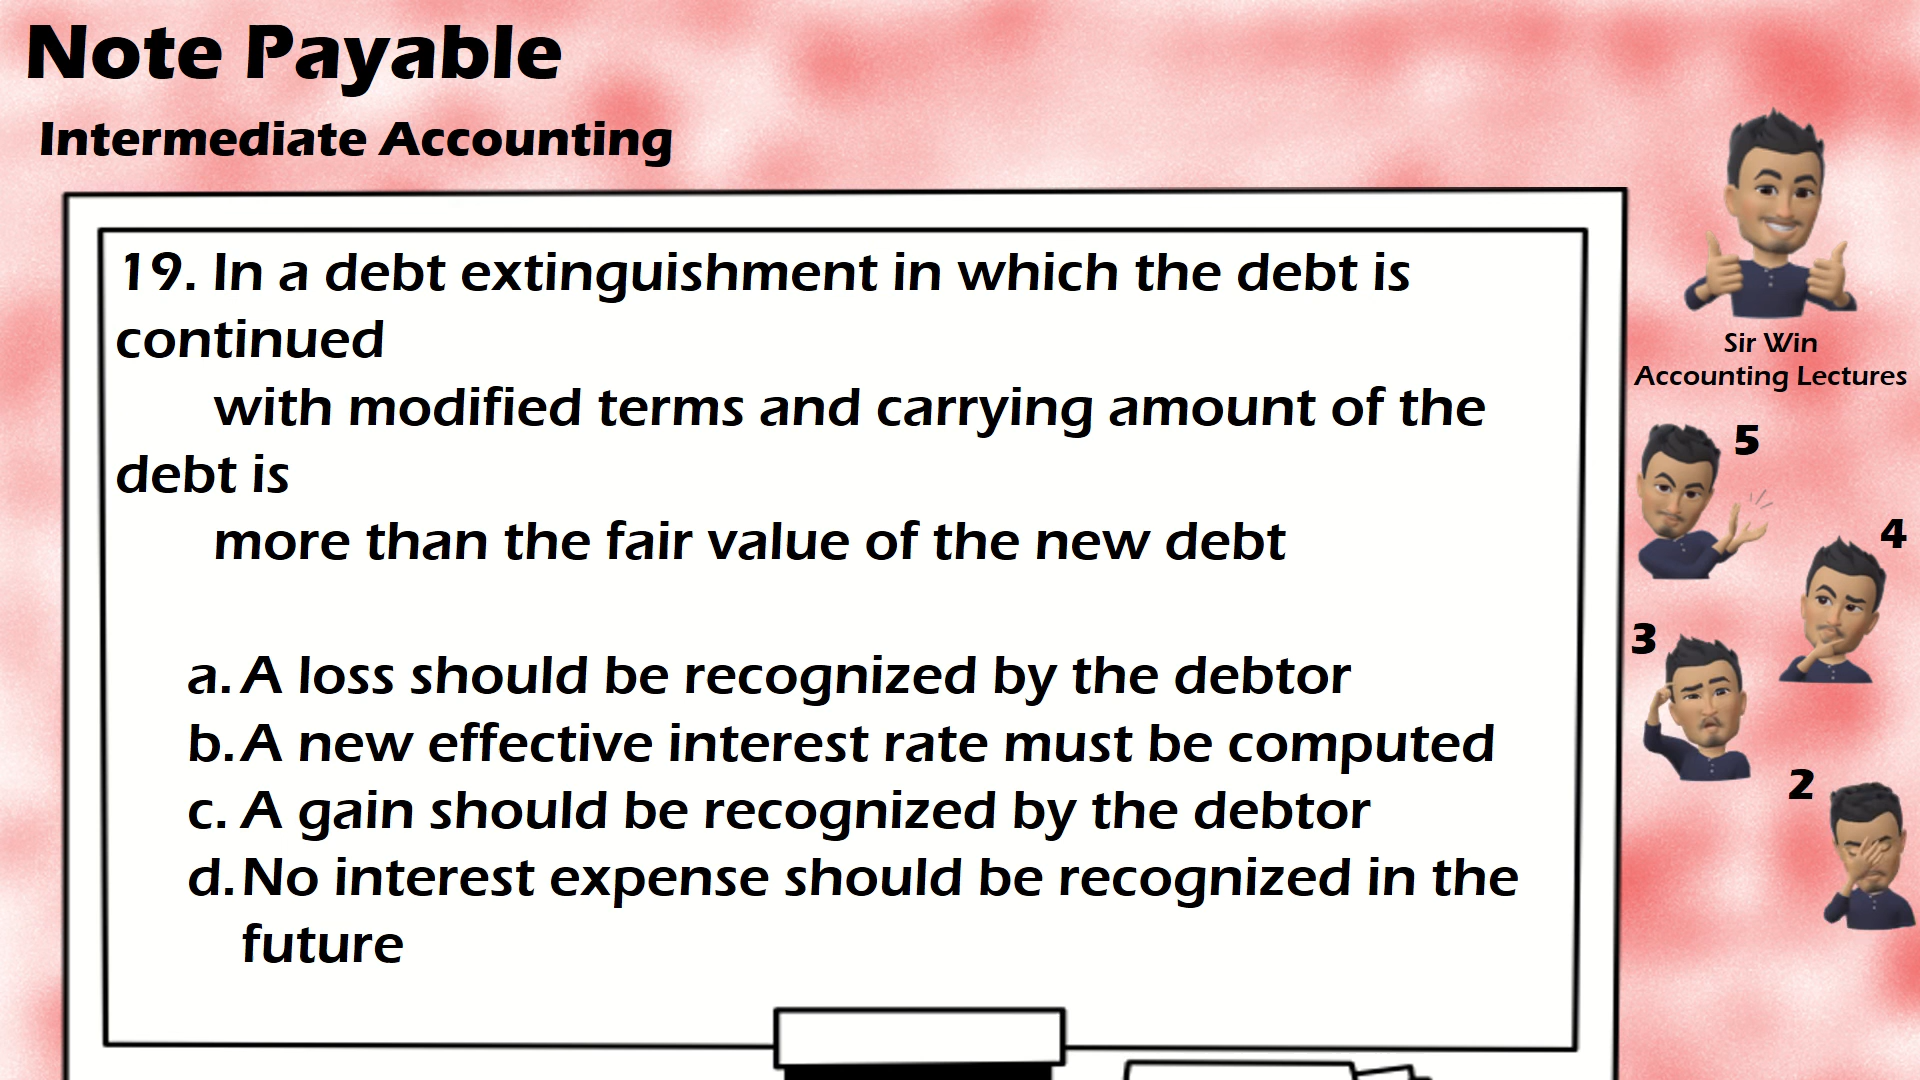 Note Payable
Intermediate Accounting
19. In a debt extinguishment in which the debt is
continued
with modified terms and carrying amount of the
debt is
more than the fair value of the new debt
a. A loss should be recognized by the debtor
b. A new effective interest rate must be computed
c. A gain should be recognized by the debtor
d. No interest expense should be recognized in the
future
Sir Win
Accounting Lectures
5
4
3
2